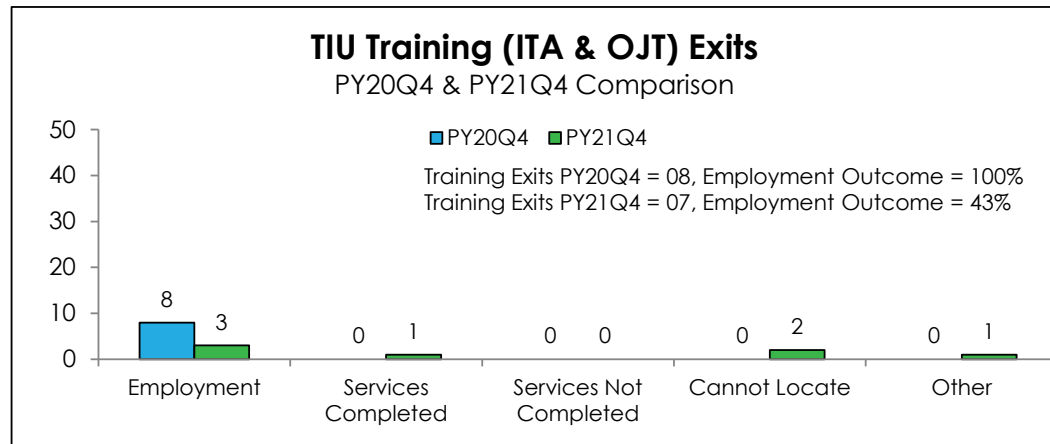 TIU Training (ITA & OJT) Exits
PY20Q4 & PY21Q4 Comparison
PY20Q4 PY21Q4
Training Exits PY20Q4 = 08, Employment Outcome = 100%
Training Exits PY21Q4 = 07, Employment Outcome = 43%
50
40
30
20
10
0
8
3
0
1
0
0
0
2
0
1
Employment
Services
Completed
Services Not
Completed
Cannot Locate
Other